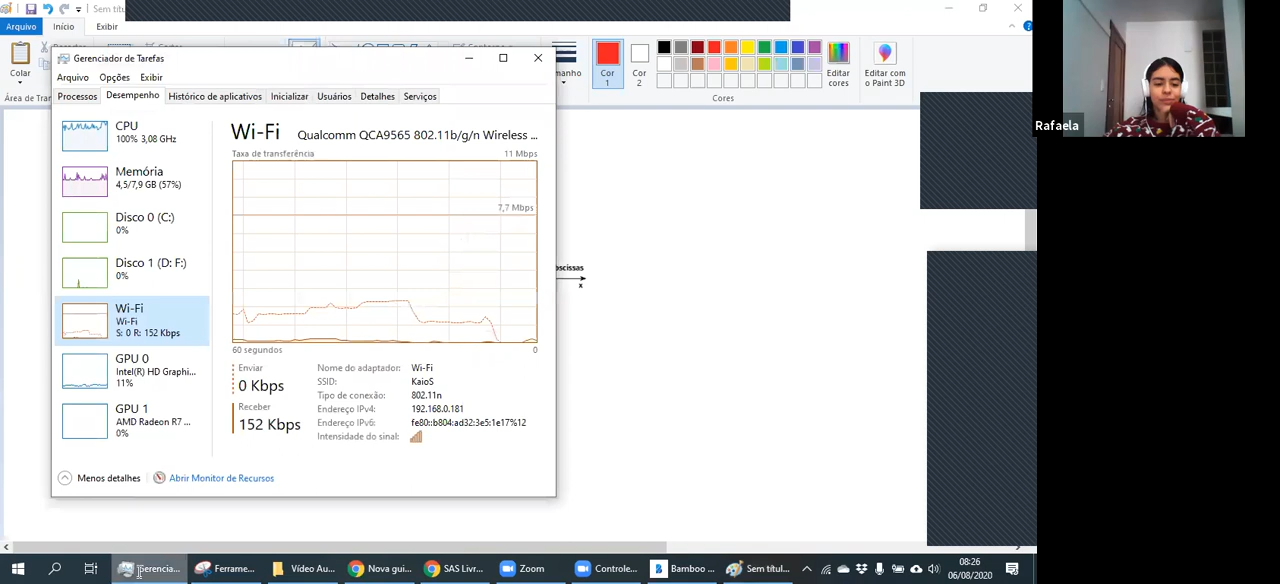 Sem títu
Arquivo
Início
Exibir
Colar
Área de Tran
Tamanho
Cor
1
Cor
2
Editar
cores
Editar com
o Paint 3D
Cores
Gerenciador de Tarefas
Arquivo Opções Exibir
Processos Desempenho Histórico de aplicativos Inicializar Usuários Detalhes Serviços
CPU
100% 3,08 GHz
Memória
4,5/7,9 GB (57%)
Disco 0 (C:)
0%
Disco 1 (D: F:)
0%
Wi-Fi
Wi-Fi
S: 0 R: 152 Kbps
GPU 0
Intel(R) HD Graphi...
11%
GPU 1
AMD Radeon R7 ...
0%
Wi-Fi Qualcomm QCA9565 802.11b/g/n Wireless ...
Taxa de transferência 11 Mbps
7,7 Mbps
60 segundos 0
Enviar
0 Kbps
Receber
152 Kbps
Nome do adaptador: Wi-Fi
SSID: KaioS
Tipo de conexão: 802.11n
Endereço IPv4: 192.168.0.181
Endereço IPv6: fe80::b804:ad32:3e5:1e17%12
Intensidade do sinal:
Menos detalhes Abrir Monitor de Recursos
bscissas
x
Rafaela
Gerencia... Ferrame... Vídeo Au... Nova gui... SAS Livr... Zoom Controle... Bamboo ... Sem títul...
08:26
06/08/2020